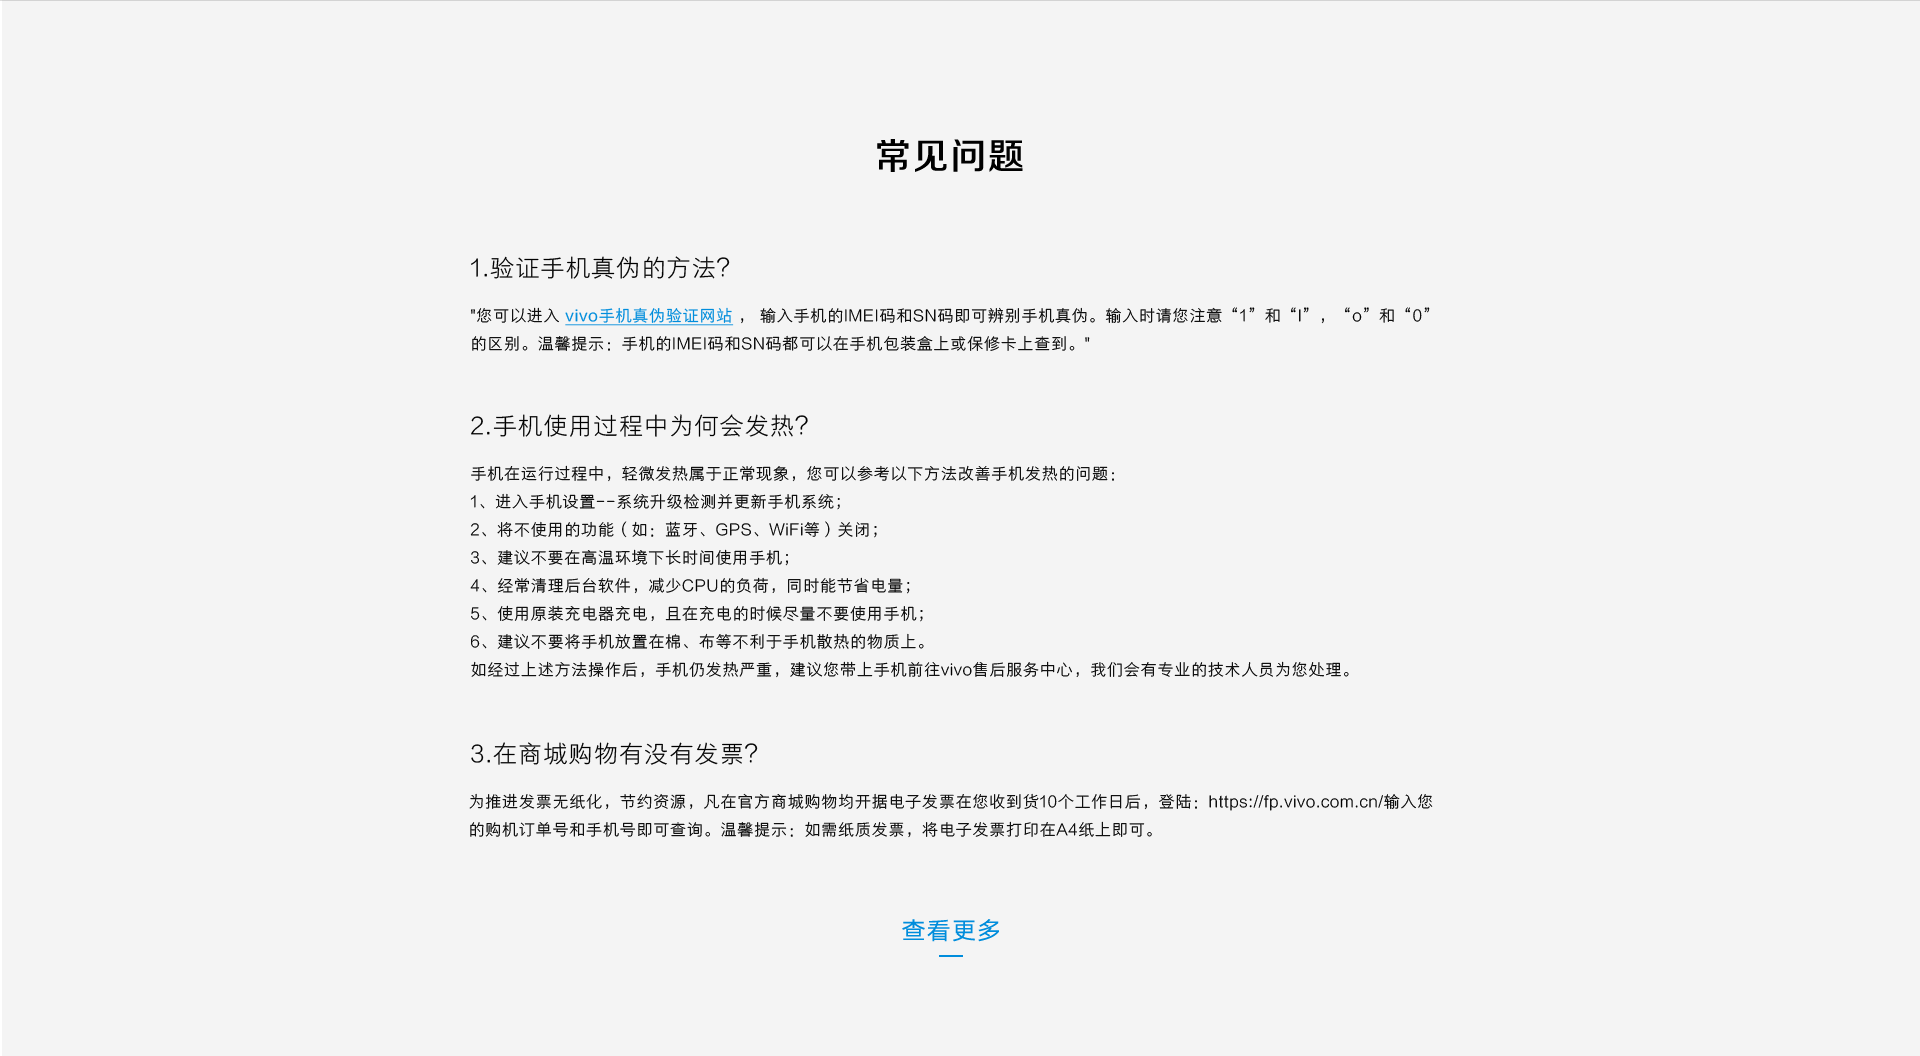 常见问题
1.验证手机真伪的方法?
"您可以进入 vivo手机真伪验证网站 ， 输入手机的IMEI码和SN码即可辨别手机真伪。输入时请您注意“1”和“I”，“o”和“0”
的区别。温馨提示：手机的IMEI码和SN码都可以在手机包装盒上或保修卡上查到。"
2.手机使用过程中为何会发热?
手机在运行过程中，轻微发热属于正常现象，您可以参考以下方法改善手机发热的问题：
1、进入手机设置--系统升级检测并更新手机系统；
2、将不使用的功能（如：蓝牙、GPS、WiFi等）关闭；
3、建议不要在高温环境下长时间使用手机；
4、经常清理后台软件，减少CPU的负荷，同时能节省电量；
5、使用原装充电器充电，且在充电的时候尽量不要使用手机；
6、建议不要将手机放置在棉、布等不利于手机散热的物质上。
如经过上述方法操作后，手机仍发热严重，建议您带上手机前往vivo售后服务中心，我们会有专业的技术人员为您处理。
3.在商城购物有没有发票?
为推进发票无纸化，节约资源，凡在官方商城购物均开据电子发票在您收到货10个工作日后，登陆：https://fp.vivo.com.cn/输入您
的购机订单号和手机号即可查询。温馨提示：如需纸质发票，将电子发票打印在A4纸上即可。
查看更多